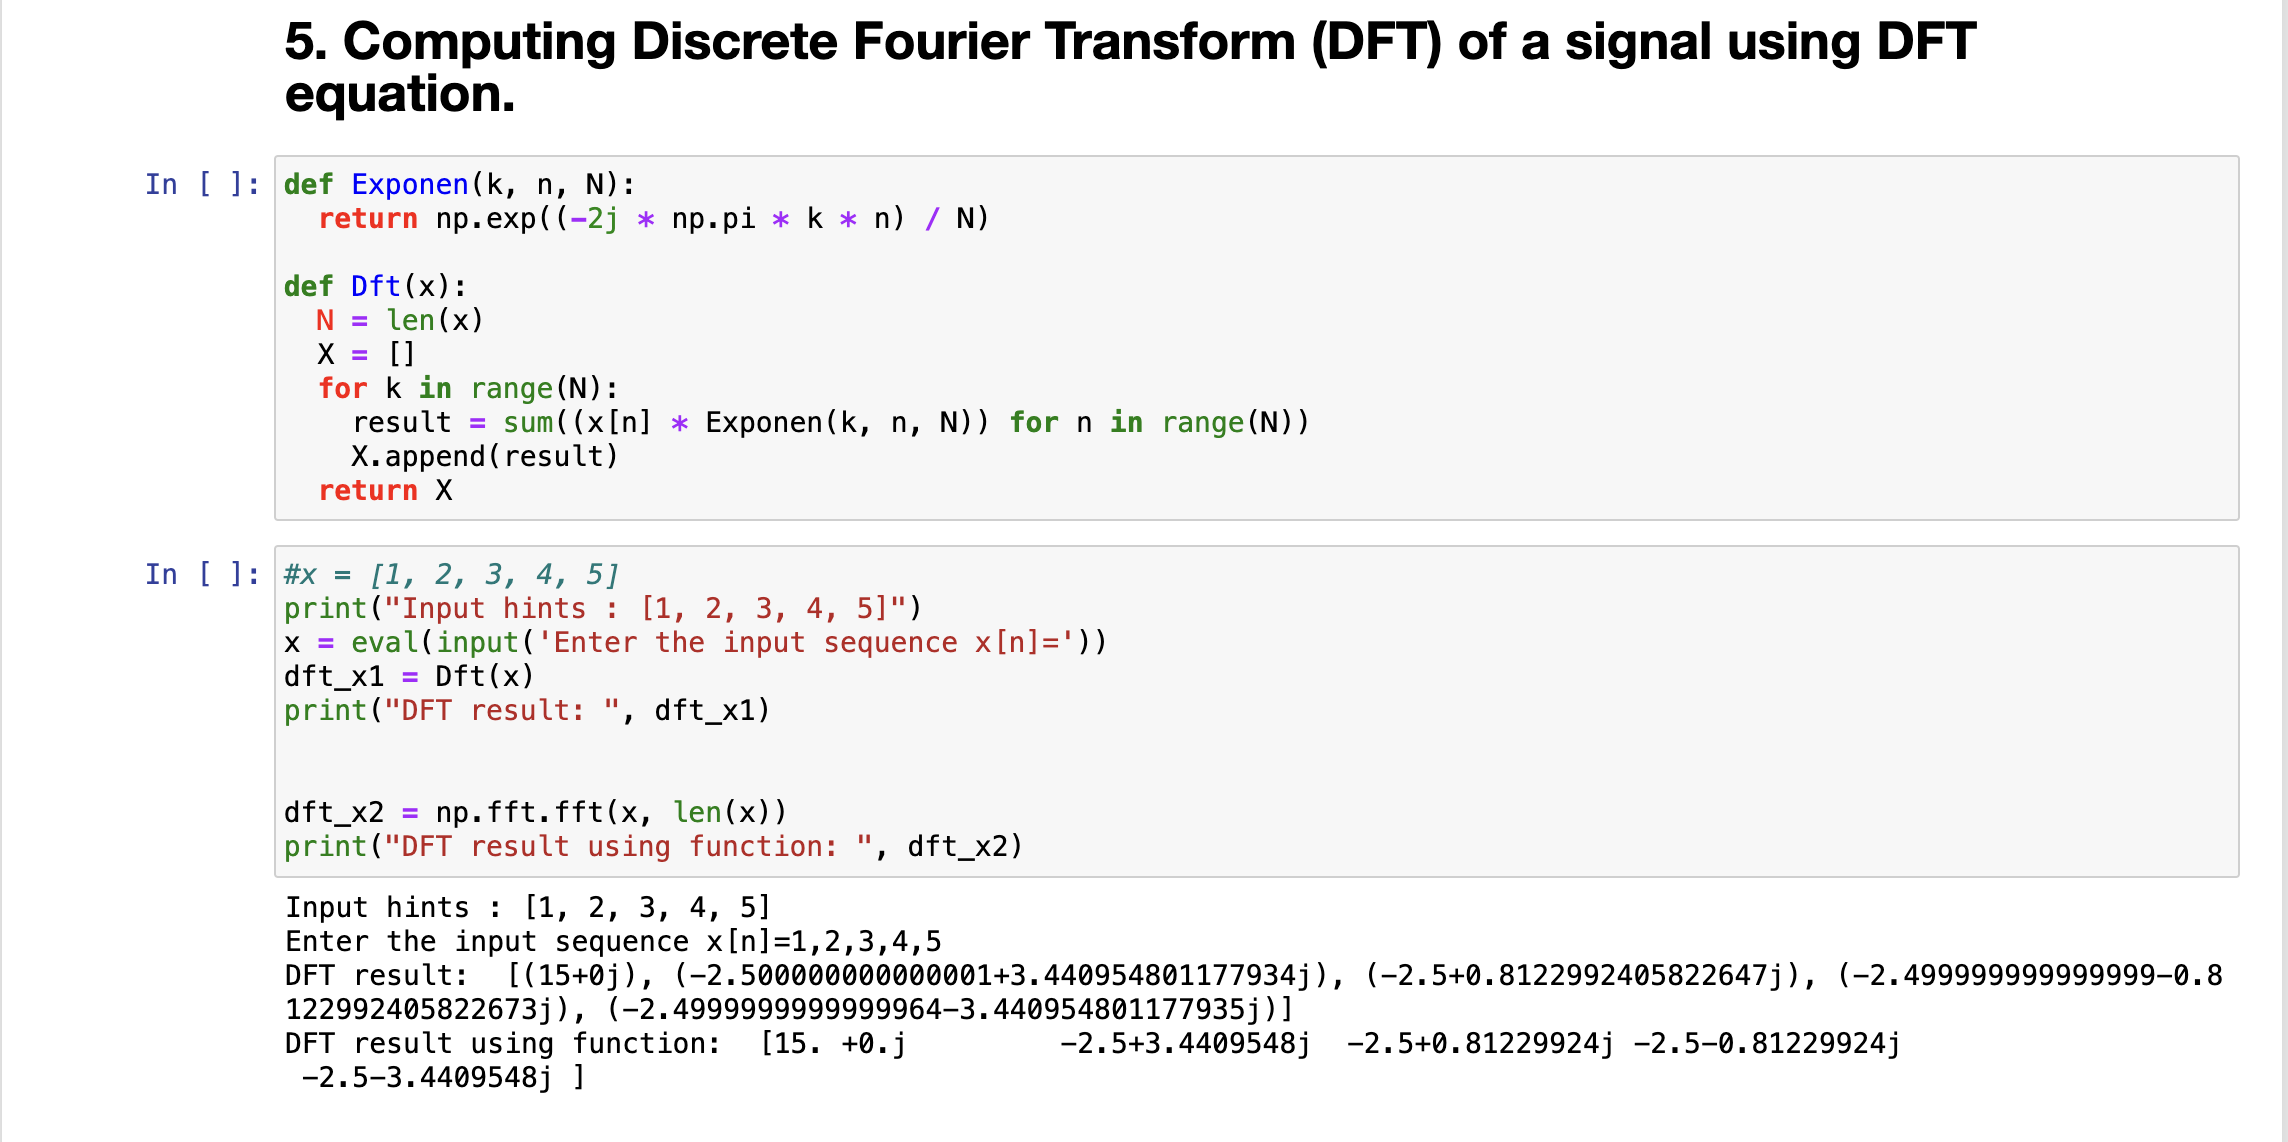 5. Computing Discrete Fourier Transform (DFT) of a signal using DFT
equation.
In [ ]:
def Exponen(k, n, N):
  return np.exp((-2j * np.pi * k * n) / N)

def Dft(x):
  N = len(x)
  X = []
  for k in range(N):
    result = sum((x[n] * Exponen(k, n, N)) for n in range(N))
    X.append(result)
  return X
In [ ]:
#x = [1, 2, 3, 4, 5]
print("Input hints : [1, 2, 3, 4, 5]")
x = eval(input('Enter the input sequence x[n]='))
dft_x1 = Dft(x)
print("DFT result: ", dft_x1)


dft_x2 = np.fft.fft(x, len(x))
print("DFT result using function: ", dft_x2)
Input hints : [1, 2, 3, 4, 5]
Enter the input sequence x[n]=1,2,3,4,5
DFT result:  [(15+0j), (-2.500000000000001+3.440954801177934j), (-2.5+0.8122992405822647j), (-2.499999999999999-0.8
122992405822673j), (-2.4999999999999964-3.440954801177935j)]
DFT result using function:  [15. +0.j         -2.5+3.4409548j  -2.5+0.81229924j -2.5-0.81229924j
 -2.5-3.4409548j ]